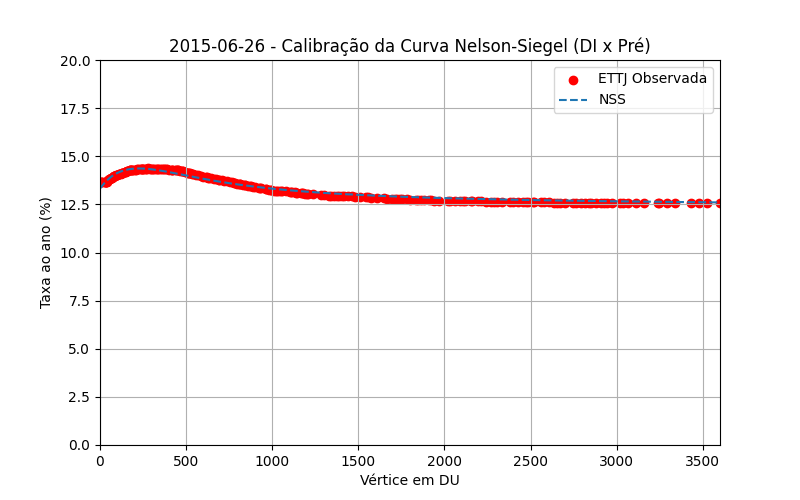 2015-06-26 - Calibração da Curva Nelson-Siegel (DI x Pré)
ETTJ Observada
NSS
Taxa ao ano (%)
20.0
17.5
15.0
12.5
10.0
7.5
5.0
2.5
0.0
0 500 1000 1500 2000 2500 3000 3500
Vértice em DU